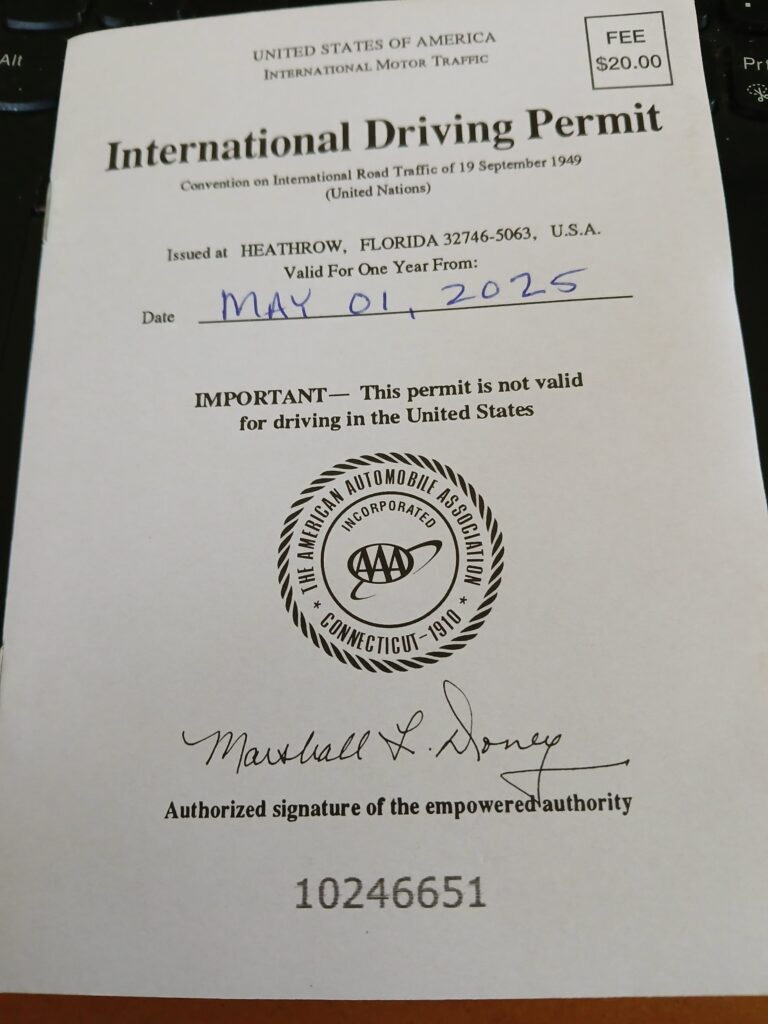 Alt
Pr
UNITED STATES OF AMERICA
INTERNATIONAL MOTOR TRAFFIC
FEE
$20.00
International Driving Permit
Convention on International Road Traffic of 19 September 1949
(United Nations)
Issued at HEATHROW, FLORIDA 32746-5063, U.S.A.
Valid For One Year From:
Date MAY 01, 2025
IMPORTANT— This permit is not valid
for driving in the United States
THE AMERICAN AUTOMOBILE ASSOCIATION
INCORPORATED
AAA
* CONNECTICUT-1910 *
Marshall L. Doney
Authorized signature of the empowered authority
10246651